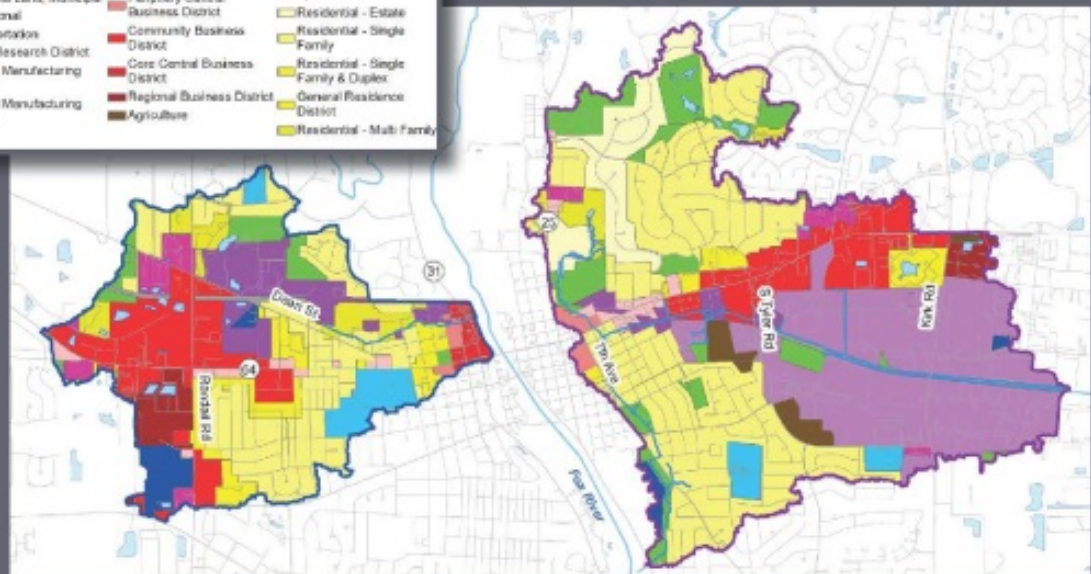 Business District
Community Business
District
Core Central Business
District
Regional Business District
Agriculture
Research District
Manufacturing
Manufacturing
Residential - Estate
Residential - Single
Family
Residential - Single
Family & Duplex
General Residence
District
Residential - Multi Family
25
31
Dean St
64
Randall Rd
7th Ave
S Tyler Rd
Kirk Rd
Fox River